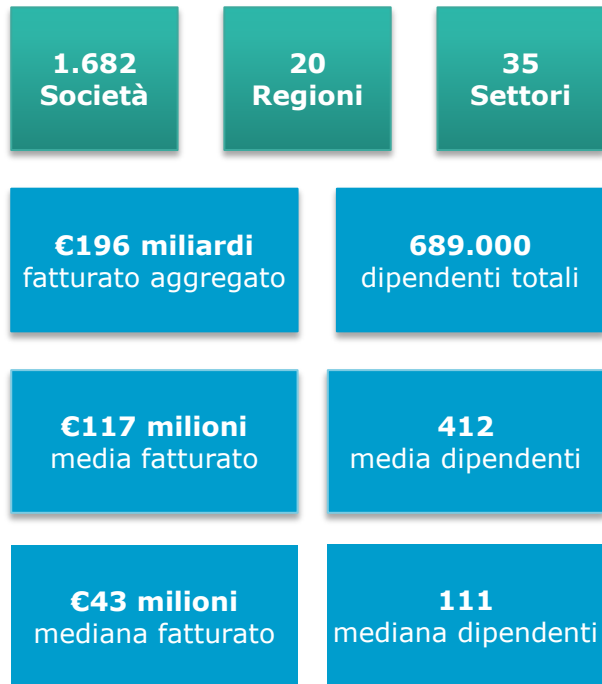 1.682
Società
20
Regioni
35
Settori
€196 miliardi
fatturato aggregato
689.000
dipendenti totali
€117 milioni
media fatturato
412
media dipendenti
€43 milioni
mediana fatturato
111
mediana dipendenti